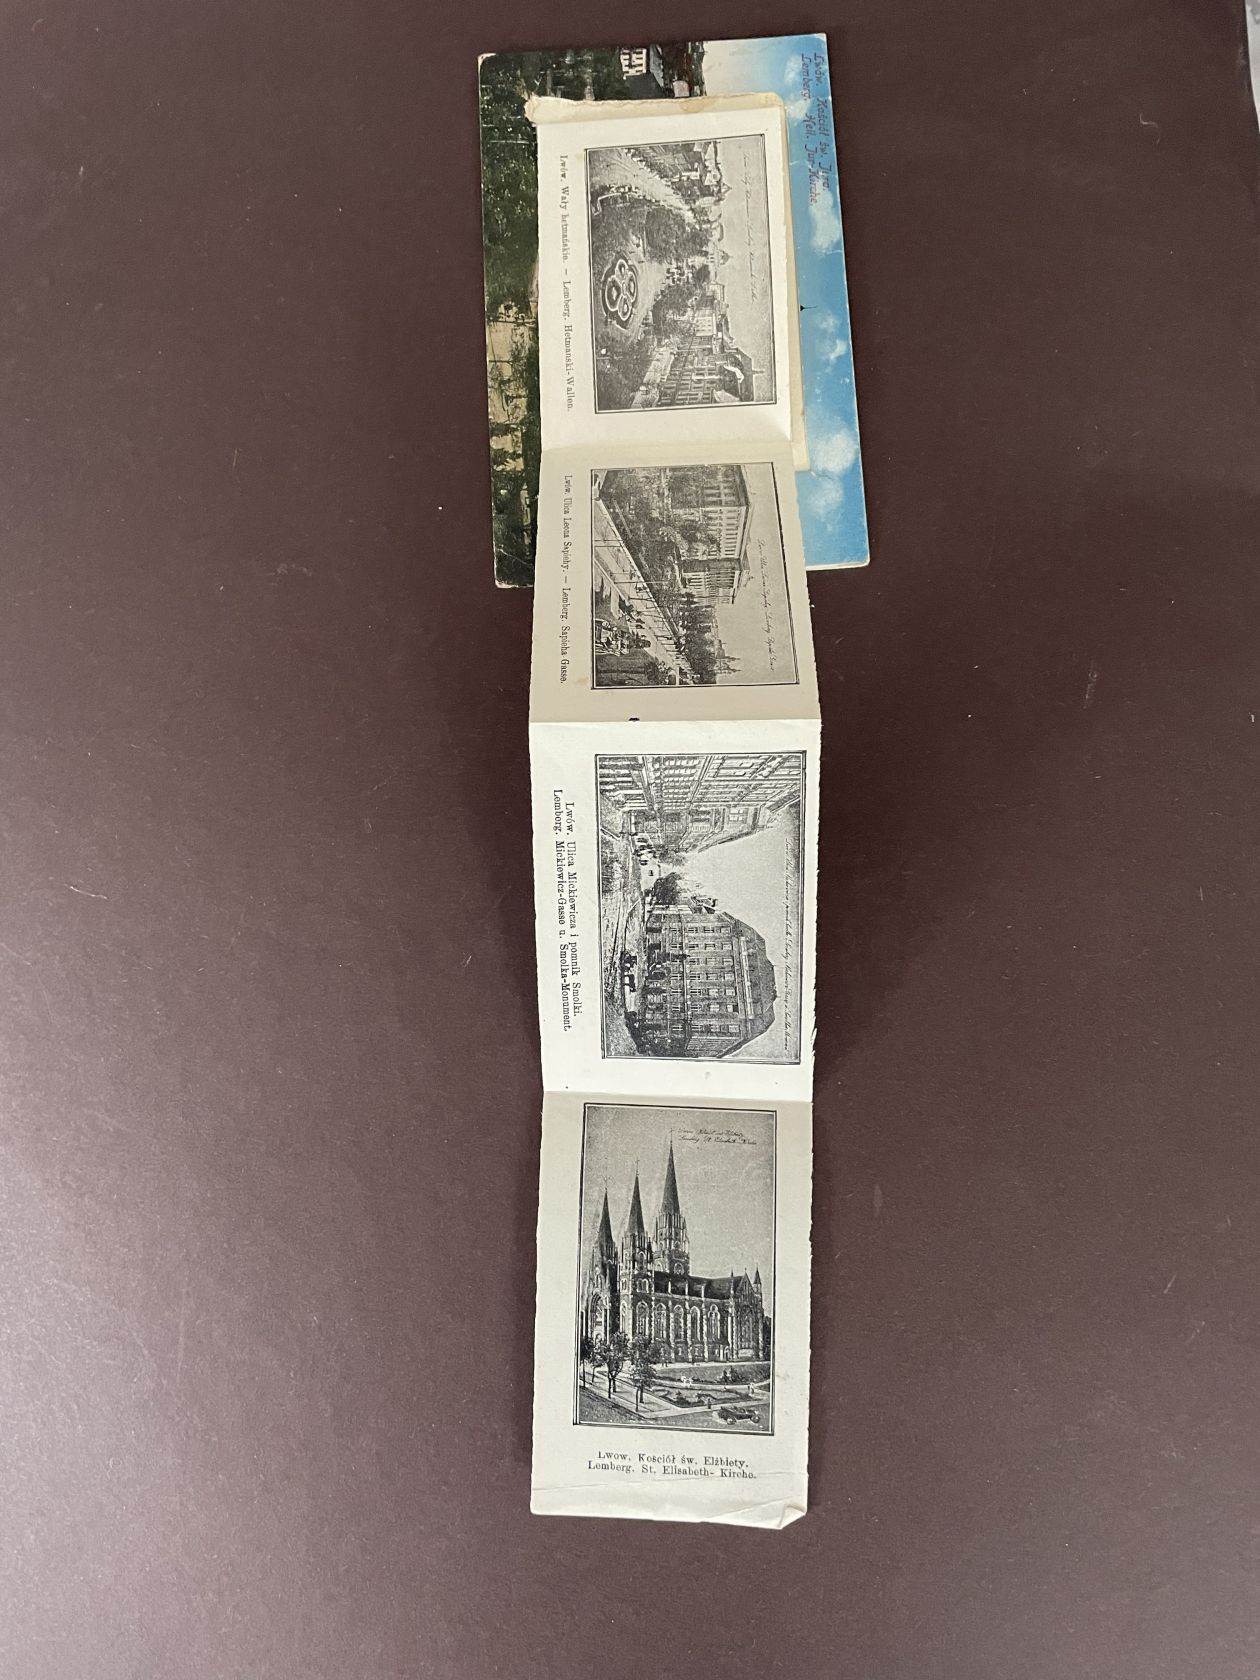 Lwów. Kościół św. Jura.
Lemberg. Heil. Jur-Kirche.
Lwów. Wały hetmańskie. — Lemberg. Hetmanski-Wallen.
Lwów. Ulica Leona Sapiehy. — Lemberg. Sapieha Gasse.
Lwów. Ulica Mickiewicza i pomnik Smolki.
Lemberg. Mickiewicz-Gasse u. Smolka-Monument.
Lwow. Kościół św. Elżbiety.
Lemberg. St. Elisabeth- Kirche.